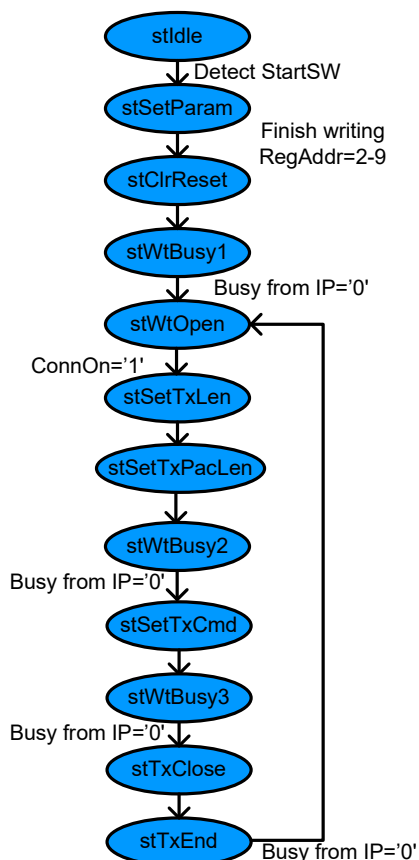 stIdle
Detect StartSW
stSetParam
Finish writing
RegAddr=2-9
stClrReset
stWtBusy1
Busy from IP='0'
stWtOpen
ConnOn='1'
stSetTxLen
stSetTxPacLen
stWtBusy2
Busy from IP='0'
stSetTxCmd
stWtBusy3
Busy from IP='0'
stTxClose
stTxEnd
Busy from IP='0'